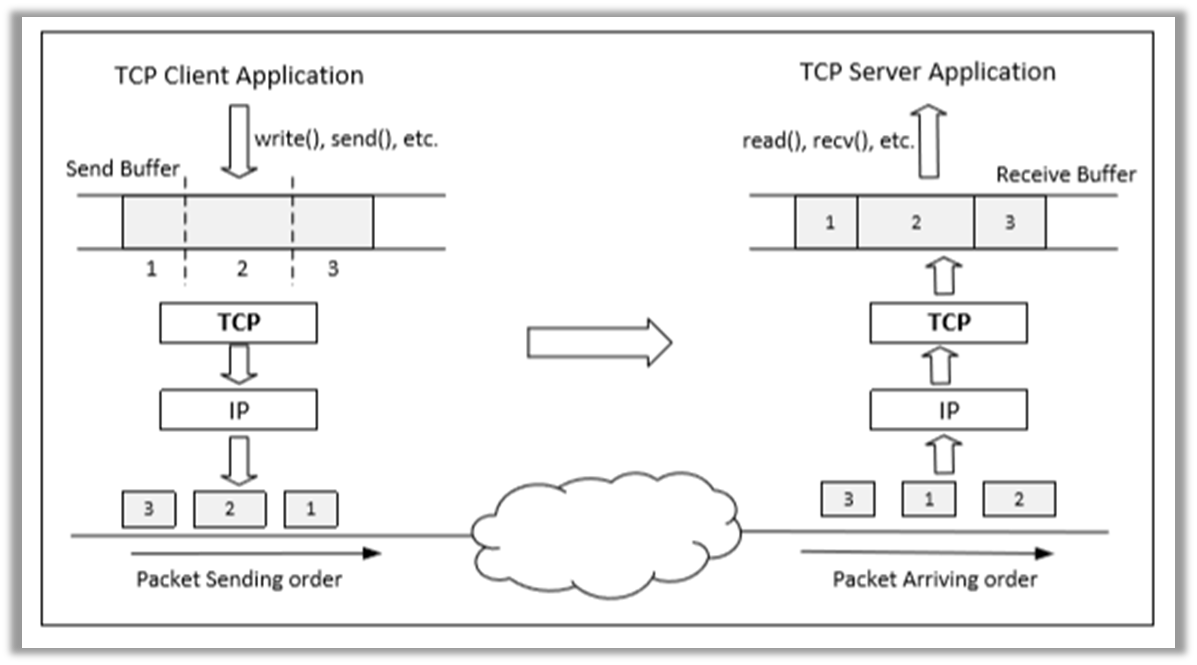 TCP Client Application
write(), send(), etc.
Send Buffer
1 2 3
TCP
IP
3 2 1
Packet Sending order
TCP Server Application
read(), recv(), etc.
Receive Buffer
1 2 3
TCP
IP
3 1 2
Packet Arriving order